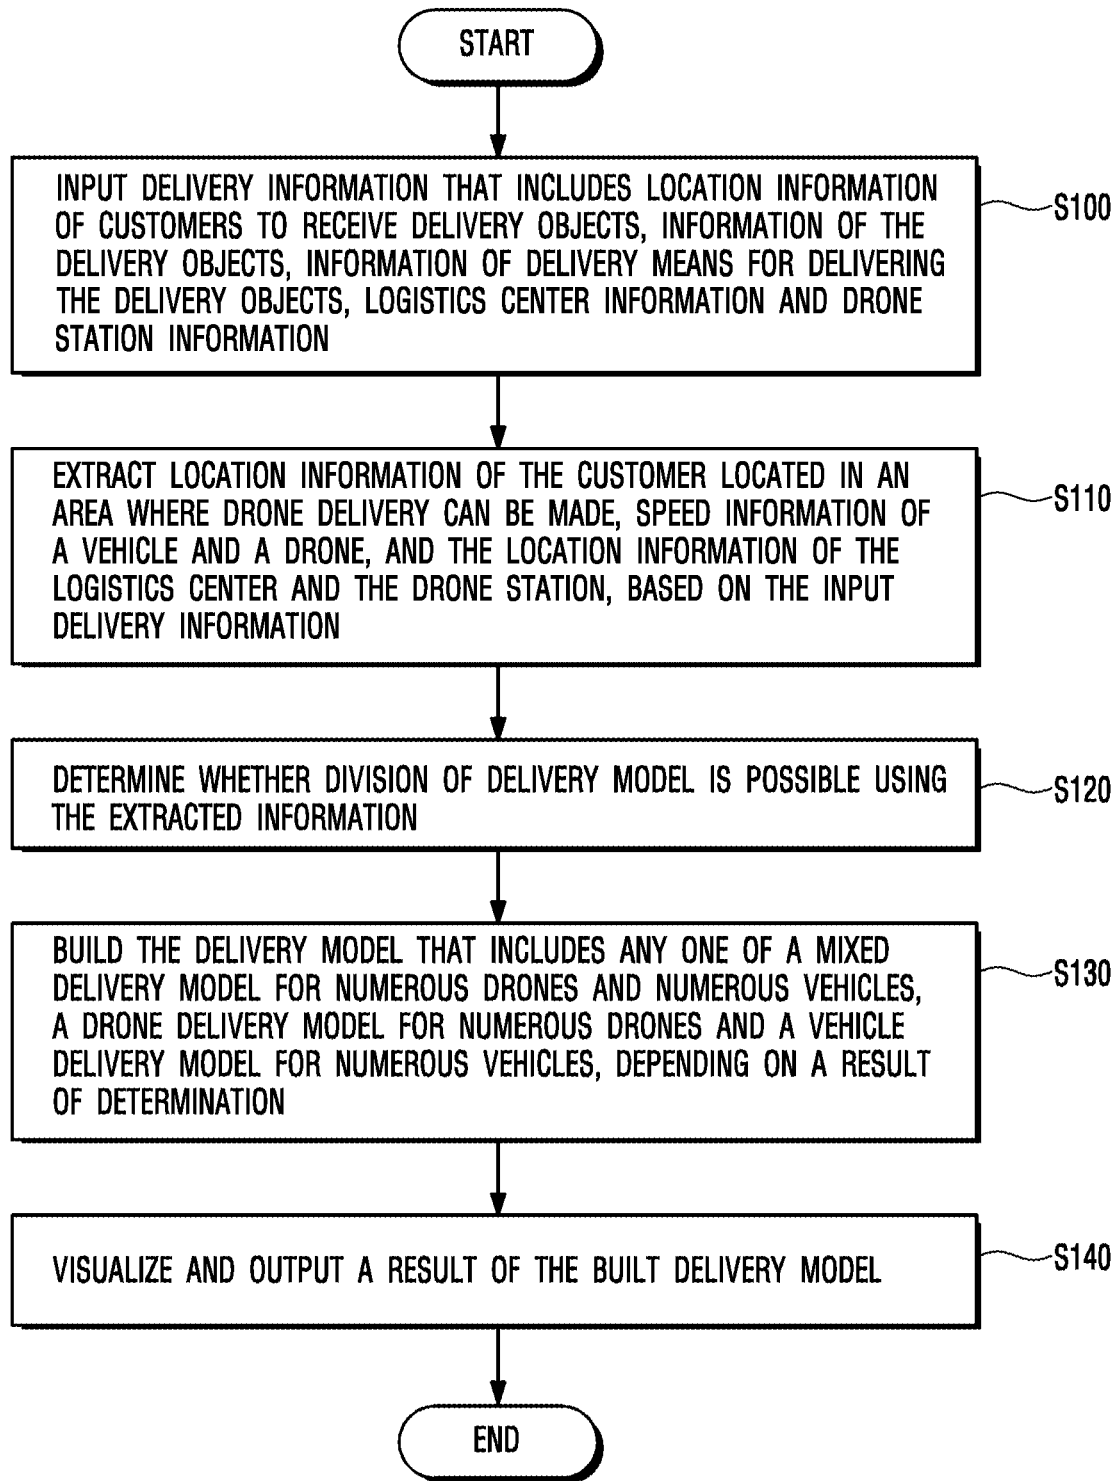 START
INPUT DELIVERY INFORMATION THAT INCLUDES LOCATION INFORMATION
OF CUSTOMERS TO RECEIVE DELIVERY OBJECTS, INFORMATION OF THE
DELIVERY OBJECTS, INFORMATION OF DELIVERY MEANS FOR DELIVERING
THE DELIVERY OBJECTS, LOGISTICS CENTER INFORMATION AND DRONE
STATION INFORMATION
S100
EXTRACT LOCATION INFORMATION OF THE CUSTOMER LOCATED IN AN
AREA WHERE DRONE DELIVERY CAN BE MADE, SPEED INFORMATION OF
A VEHICLE AND A DRONE, AND THE LOCATION INFORMATION OF THE
LOGISTICS CENTER AND THE DRONE STATION, BASED ON THE INPUT
DELIVERY INFORMATION
S110
DETERMINE WHETHER DIVISION OF DELIVERY MODEL IS POSSIBLE USING
THE EXTRACTED INFORMATION
S120
BUILD THE DELIVERY MODEL THAT INCLUDES ANY ONE OF A MIXED
DELIVERY MODEL FOR NUMEROUS DRONES AND NUMEROUS VEHICLES,
A DRONE DELIVERY MODEL FOR NUMEROUS DRONES AND A VEHICLE
DELIVERY MODEL FOR NUMEROUS VEHICLES, DEPENDING ON A RESULT
OF DETERMINATION
S130
VISUALIZE AND OUTPUT A RESULT OF THE BUILT DELIVERY MODEL
S140
END